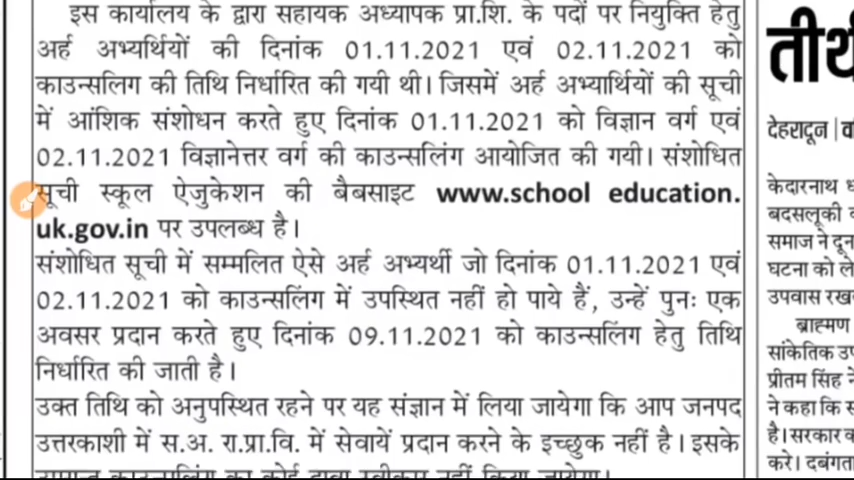 इस कार्यालय के द्वारा सहायक अध्यापक प्रा.शि. के पदों पर नियुक्ति हेतु
अर्ह अभ्यर्थियों की दिनांक 01.11.2021 एवं 02.11.2021 को
काउन्सलिग की तिथि निर्धारित की गयी थी। जिसमें अर्ह अभ्यार्थियों की सूची
में आंशिक संशोधन करते हुए दिनांक 01.11.2021 को विज्ञान वर्ग एवं
02.11.2021 विज्ञानेत्तर वर्ग की काउन्सलिंग आयोजित की गयी। संशोधित
सूची स्कूल ऐजुकेशन की बैबसाइट www.school education.
uk.gov.in पर उपलब्ध है।
संशोधित सूची में सम्मलित ऐसे अर्ह अभ्यर्थी जो दिनांक 01.11.2021 एवं
02.11.2021 को काउन्सलिंग में उपस्थित नहीं हो पाये हैं, उन्हें पुनः एक
अवसर प्रदान करते हुए दिनांक 09.11.2021 को काउन्सलिंग हेतु तिथि
निर्धारित की जाती है।
उक्त तिथि को अनुपस्थित रहने पर यह संज्ञान में लिया जायेगा कि आप जनपद
उत्तरकाशी में स.अ. रा.प्रा.वि. में सेवायें प्रदान करने के इच्छुक नहीं है। इसके
काउन्सलिंग का कोई दावा स्वीकार नहीं किया जायेगा।
देहरादून
केदारनाथ
बदसलूकी
समाज ने
घटना को
उपवास
ब्राह्मण
सांकेतिक
प्रीतम सिंह
ने कहा कि
है। सरकार
करे। दबंगता